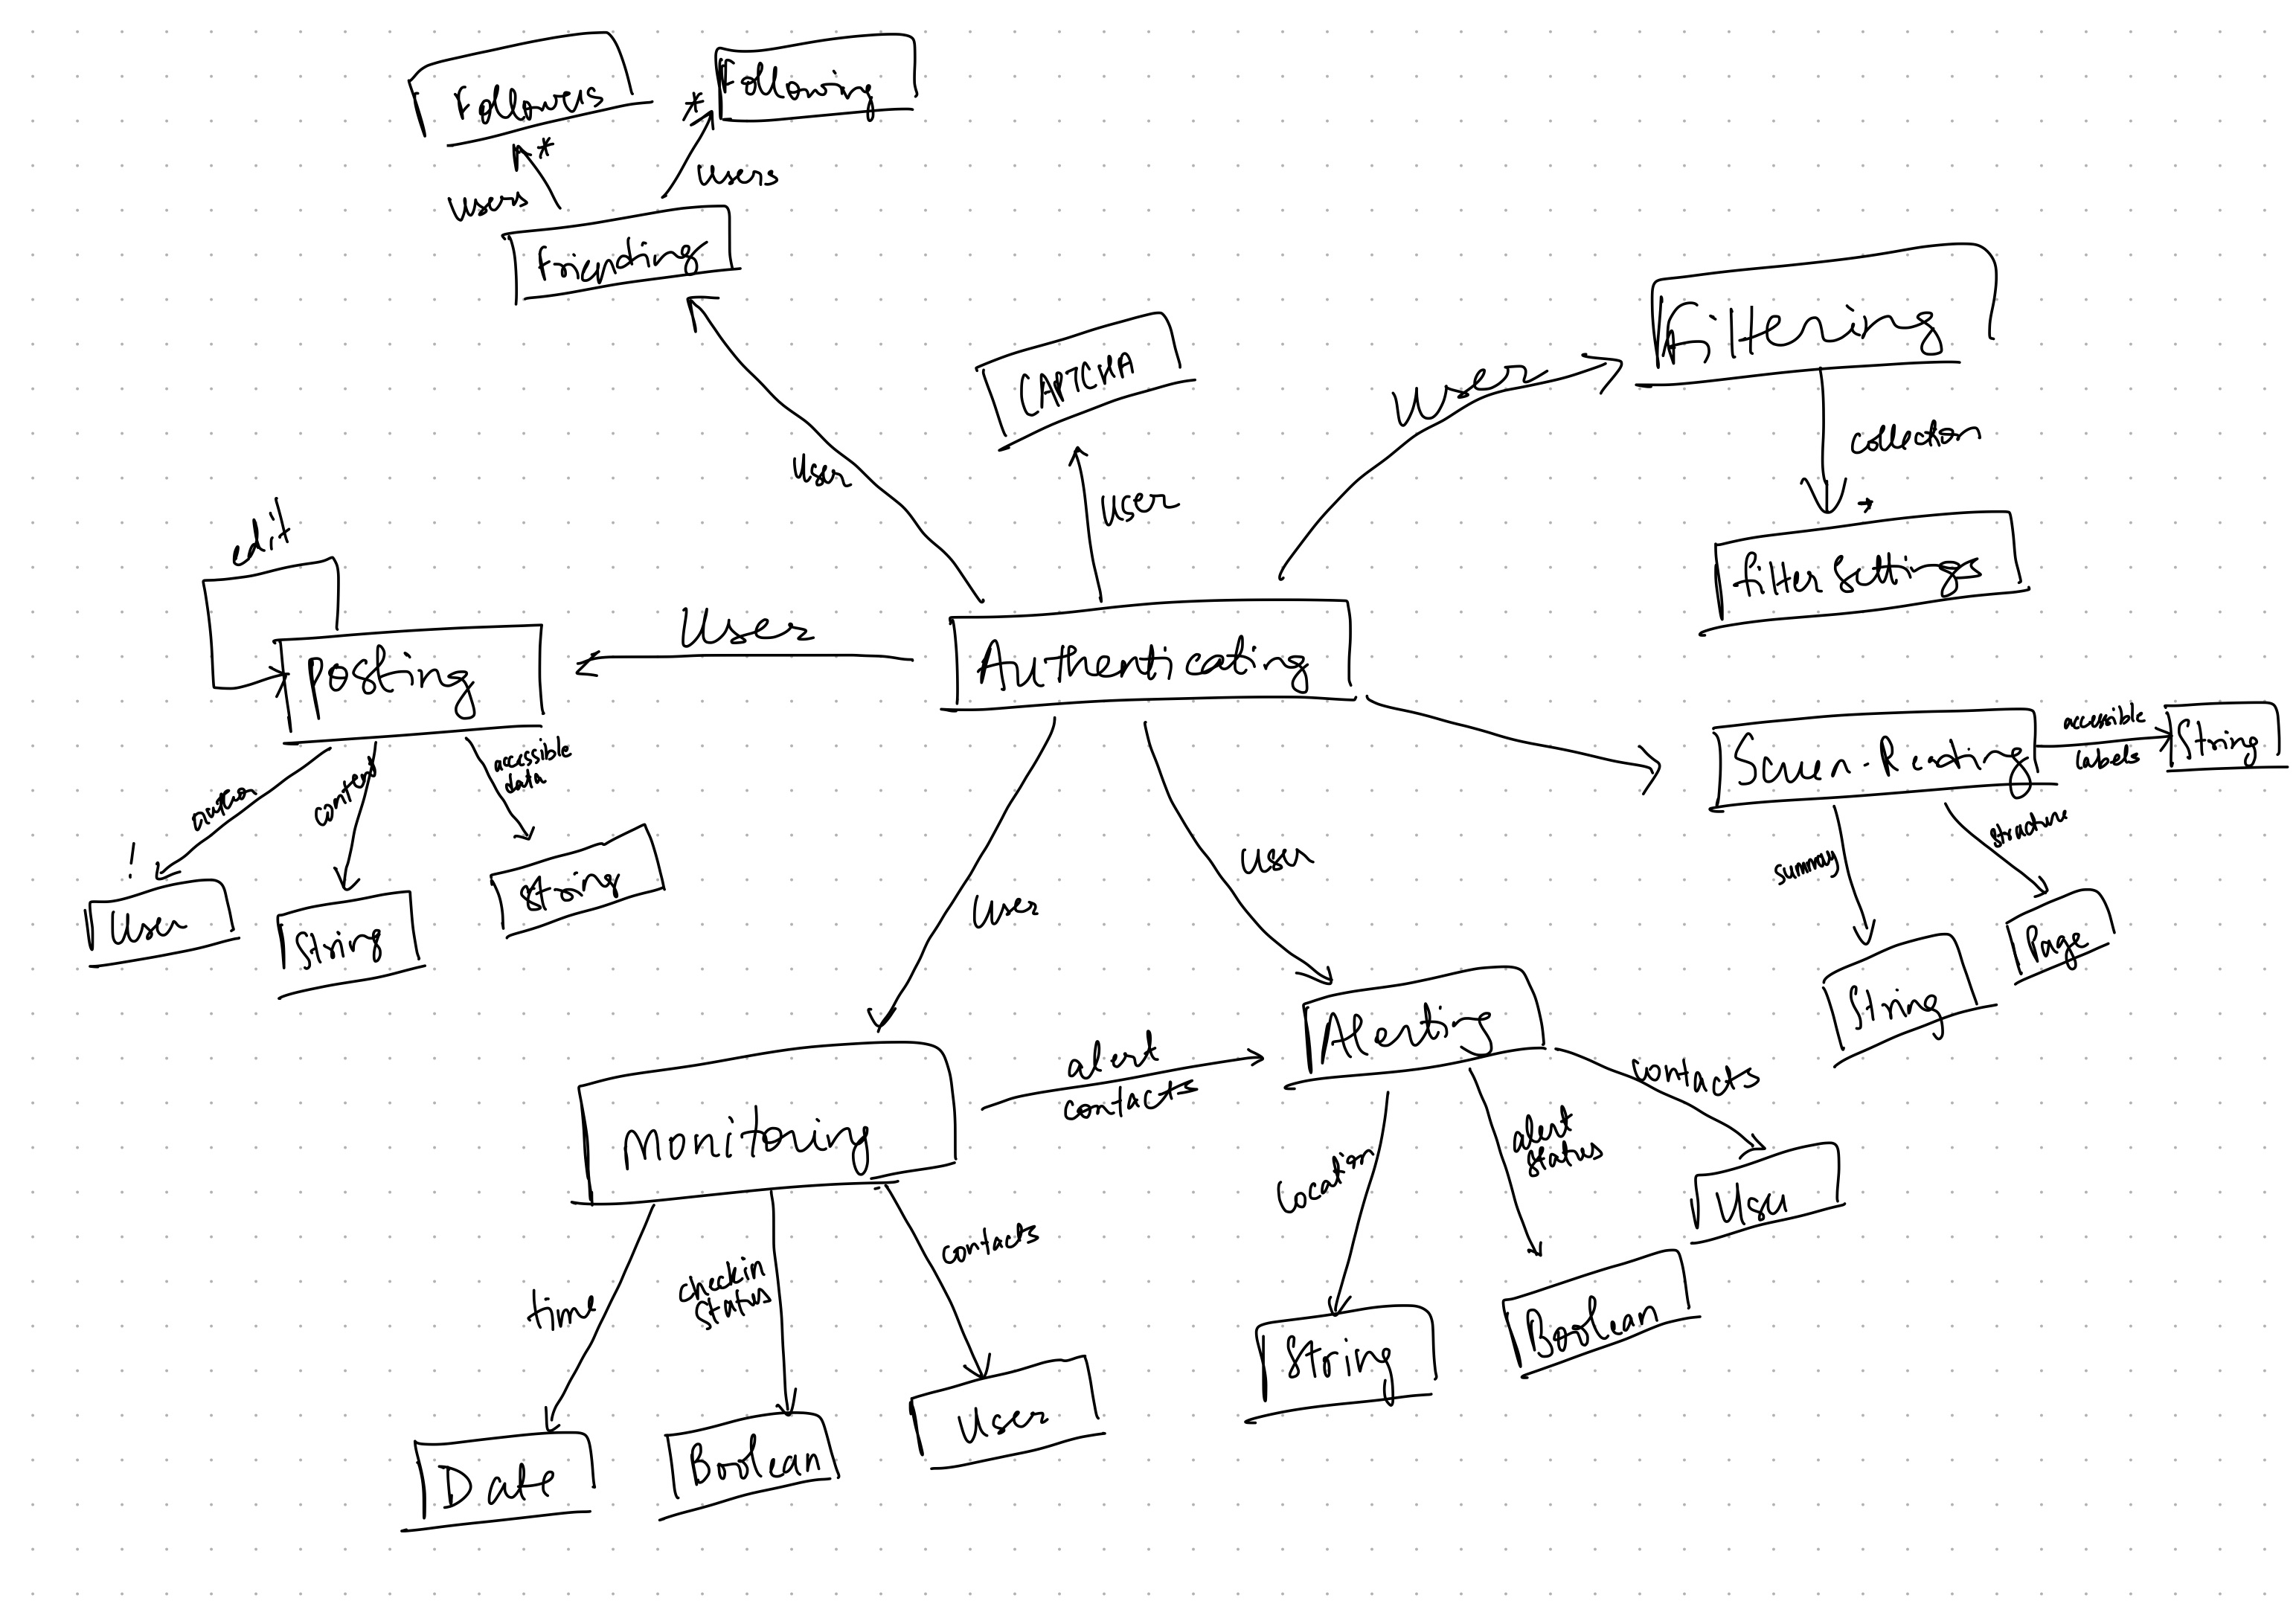 Followers
Following
*
*
users
users
Friending
CAPTCHA
Filtering
User
collection
user
user
*
edit
filter settings
User
Authenticating
Posting
accessible
labels
String
Screen-Reading
accessible
data
author
content
structure
summary
user
!
User
String
String
User
Page
String
Alerting
alert
contacts
contacts
Monitoring
alert
status
location
User
contacts
checkin
status
time
Boolean
String
User
Boolean
Date